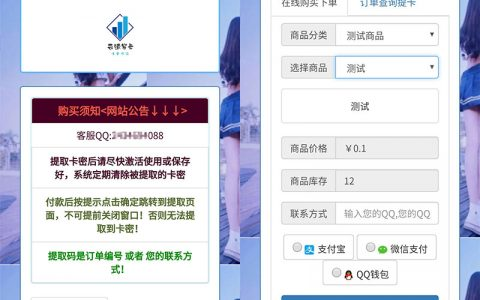 购买须知<网站公告↓↓↓>
客服QQ:
088
提取卡密后请尽快激活使用或保存
好，系统定期清除被提取的卡密
付款后按提示点击确定跳转到提取页
面，不可提前关闭窗口！否则无法提
取到卡密！
提取码是订单编号 或者 您的联系方
式！
在线购买下单
订单查询提卡
商品分类
测试商品
选择商品
测试
测试
商品价格
￥0.1
商品库存
12
联系方式
输入您的QQ,您的QQ
支付宝
微信支付
QQ钱包